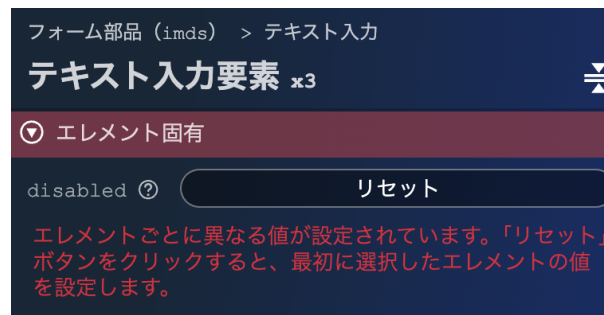 フォーム部品（imds） > テキスト入力
テキスト入力要素 x3
エレメント固有
disabled ? リセット
エレメントごとに異なる値が設定されています。「リセット」
ボタンをクリックすると、最初に選択したエレメントの値
を設定します。